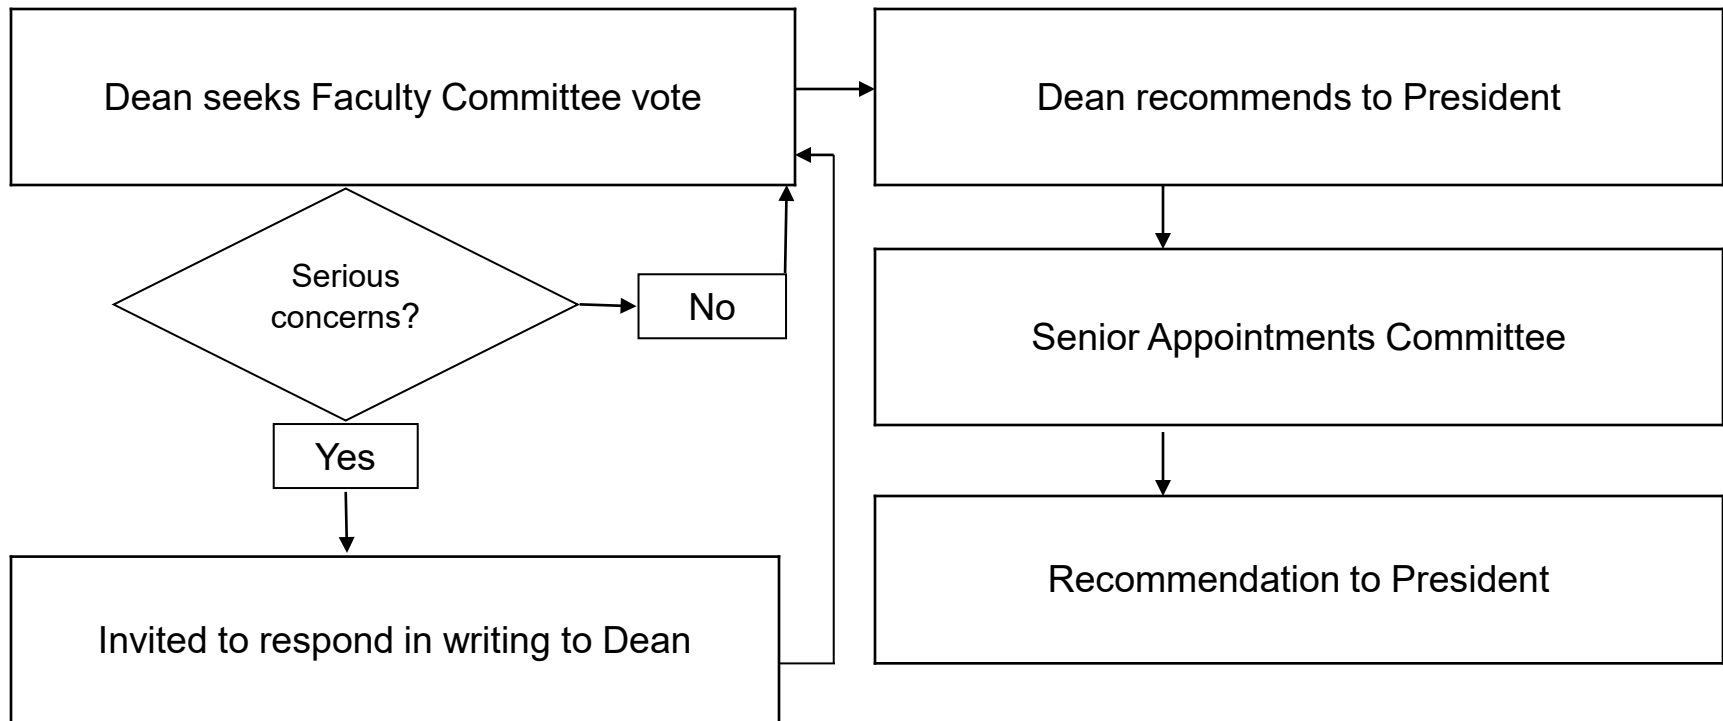 Dean seeks Faculty Committee vote
Serious
concerns?
No
Yes
Invited to respond in writing to Dean
Dean recommends to President
Senior Appointments Committee
Recommendation to President